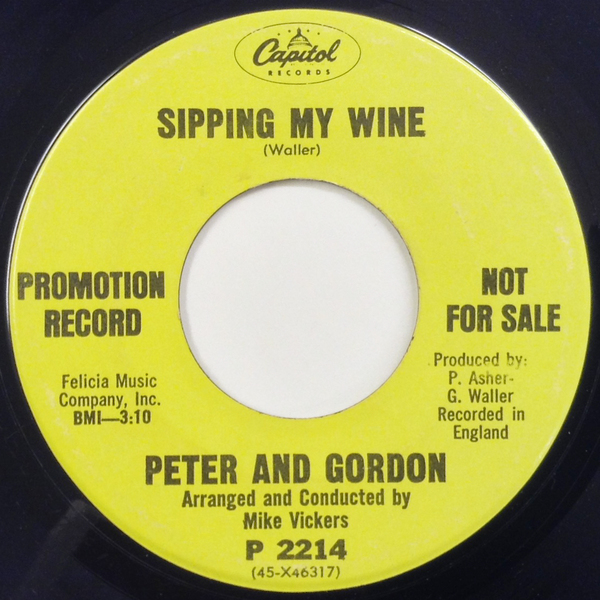 Capitol
RECORDS
SIPPING MY WINE
(Waller)
PROMOTION
RECORD
NOT
FOR SALE
Felicia Music
Company, Inc.
BMI—3:10
Produced by:
P. Asher-
G. Waller
Recorded in
England
PETER AND GORDON
Arranged and Conducted by
Mike Vickers
P 2214
(45-X46317)